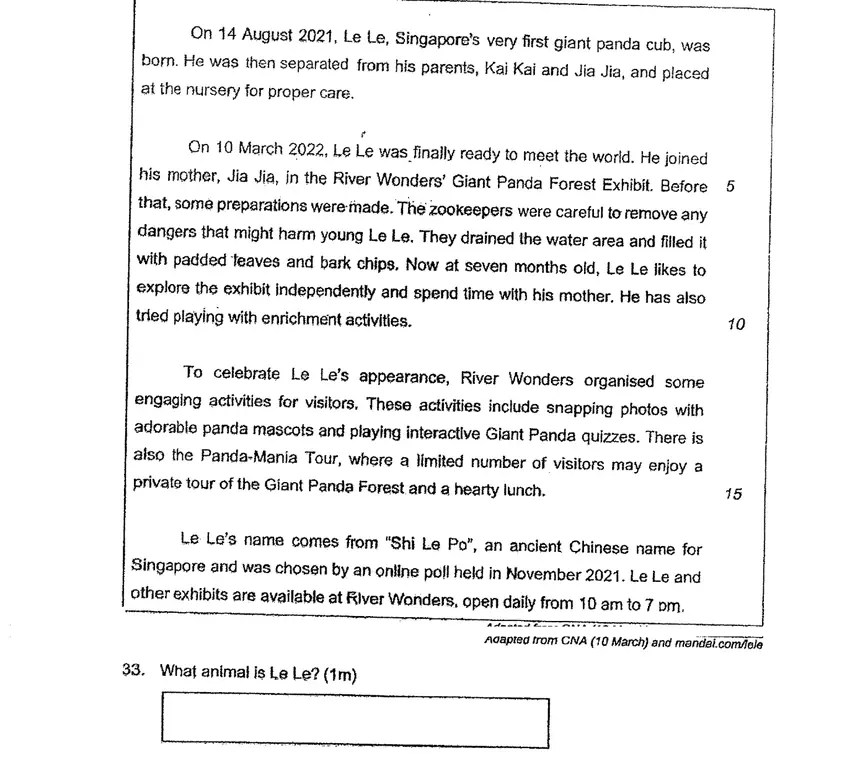 On 14 August 2021, Le Le, Singapore's very first giant panda cub, was
born. He was then separated from his parents, Kai Kai and Jia Jia, and placed
at the nursery for proper care.
On 10 March 2022, Le Le was finally ready to meet the world. He joined
his mother, Jia Jia, in the River Wonders' Giant Panda Forest Exhibit. Before 5
that, some preparations were made. The zookeepers were careful to remove any
dangers that might harm young Le Le. They drained the water area and filled it
with padded leaves and bark chips. Now at seven months old, Le Le likes to
explore the exhibit independently and spend time with his mother. He has also
tried playing with enrichment activities. 10
To celebrate Le Le's appearance, River Wonders organised some
engaging activities for visitors. These activities include snapping photos with
adorable panda mascots and playing interactive Giant Panda quizzes. There is
also the Panda-Mania Tour, where a limited number of visitors may enjoy a
private tour of the Giant Panda Forest and a hearty lunch. 15
Le Le's name comes from "Shi Le Po", an ancient Chinese name for
Singapore and was chosen by an online poll held in November 2021. Le Le and
other exhibits are available at River Wonders, open daily from 10 am to 7 pm.
Adapted from CNA (10 March) and mandai.com/lele
33. What animal is Le Le? (1m)